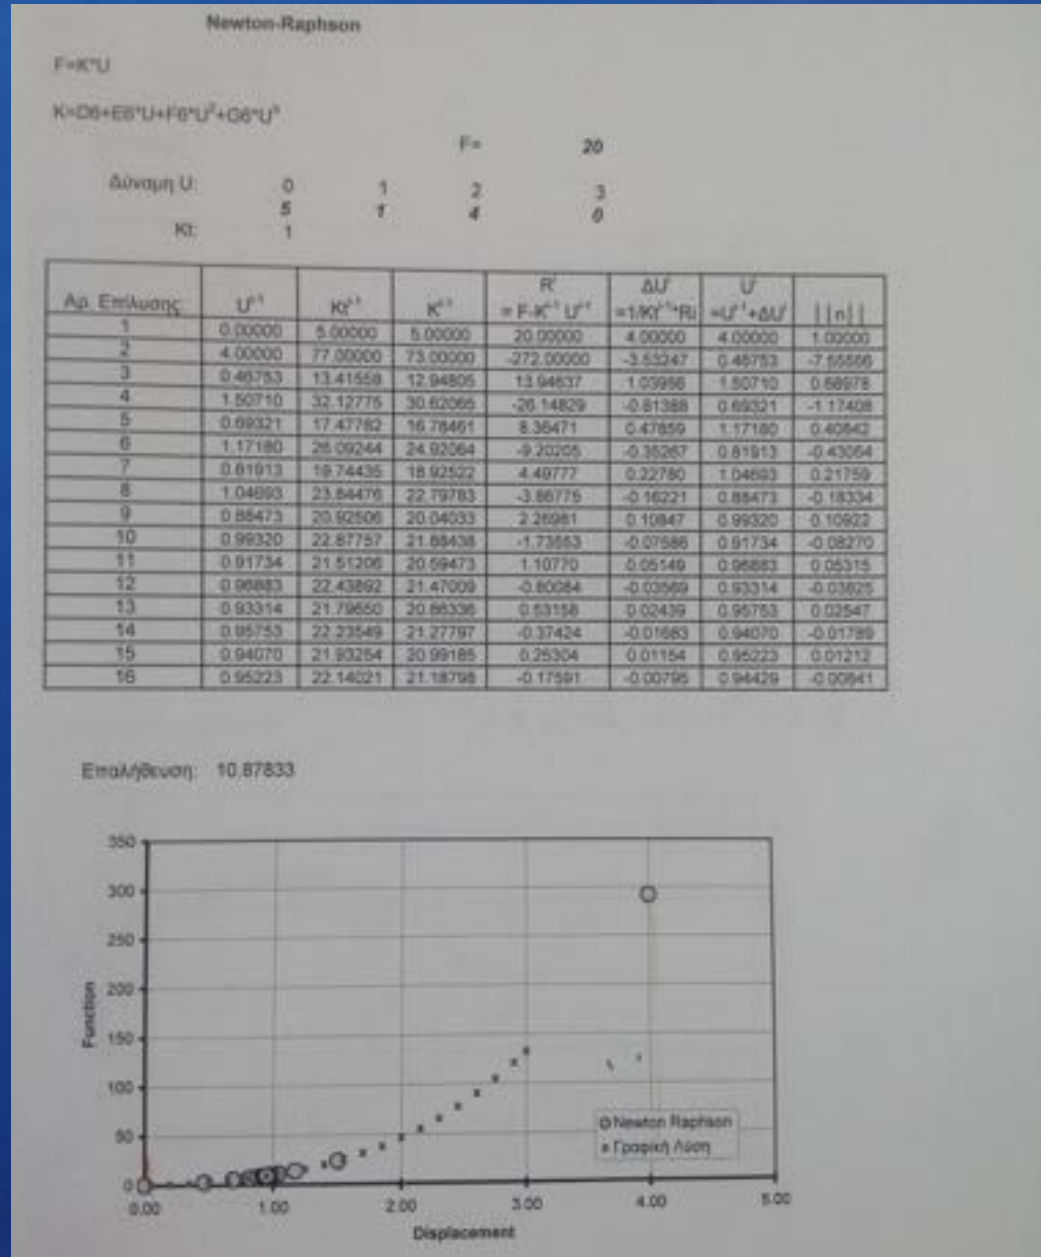 Newton-Raphson
F=K*U
K=D6+E6*U+F6*U²+G6*U³
F= 20
Δύναμη U: 0 1 2 3
5 1 4 0
Kt: 1
Αρ. Επίλυσης Uⁱ⁻¹ Ktⁱ⁻¹ Kⁱ⁻¹ Rⁱ = F-Kⁱ⁻¹ Uⁱ⁻¹ ΔUⁱ =1/Ktⁱ⁻¹*Ri Uⁱ =Uⁱ⁻¹+ΔUⁱ ||n||
1 0.00000 5.00000 5.00000 20.00000 4.00000 4.00000 1.00000
2 4.00000 77.00000 73.00000 -272.00000 -3.53247 0.46753 -7.55556
3 0.46753 13.41558 12.94805 13.94637 1.03956 1.50710 0.68978
4 1.50710 32.12775 30.62065 -26.14829 -0.81388 0.69321 -1.17408
5 0.69321 17.47782 16.78461 8.36471 0.47859 1.17180 0.40842
6 1.17180 26.09244 24.92064 -9.20205 -0.35267 0.81913 -0.43054
7 0.81913 19.74435 18.92522 4.49777 0.22780 1.04693 0.21759
8 1.04693 23.84476 22.79783 -3.86775 -0.16221 0.88473 -0.18334
9 0.88473 20.92506 20.04033 2.26981 0.10847 0.99320 0.10922
10 0.99320 22.87757 21.88438 -1.73553 -0.07586 0.91734 -0.08270
11 0.91734 21.51206 20.59473 1.10770 0.05149 0.96883 0.05315
12 0.96883 22.43892 21.47009 -0.80084 -0.03569 0.93314 -0.03825
13 0.93314 21.79650 20.86336 0.53158 0.02439 0.95753 0.02547
14 0.95753 22.23549 21.27797 -0.37424 -0.01683 0.94070 -0.01789
15 0.94070 21.93254 20.99185 0.25304 0.01154 0.95223 0.01212
16 0.95223 22.14021 21.18798 -0.17591 -0.00795 0.94429 -0.00841
Επαλήθευση: 10.87833
350
300
250
200
150
100
50
0
Function
O Newton Raphson
× Γραφική Λύση
0.00 1.00 2.00 3.00 4.00 5.00
Displacement